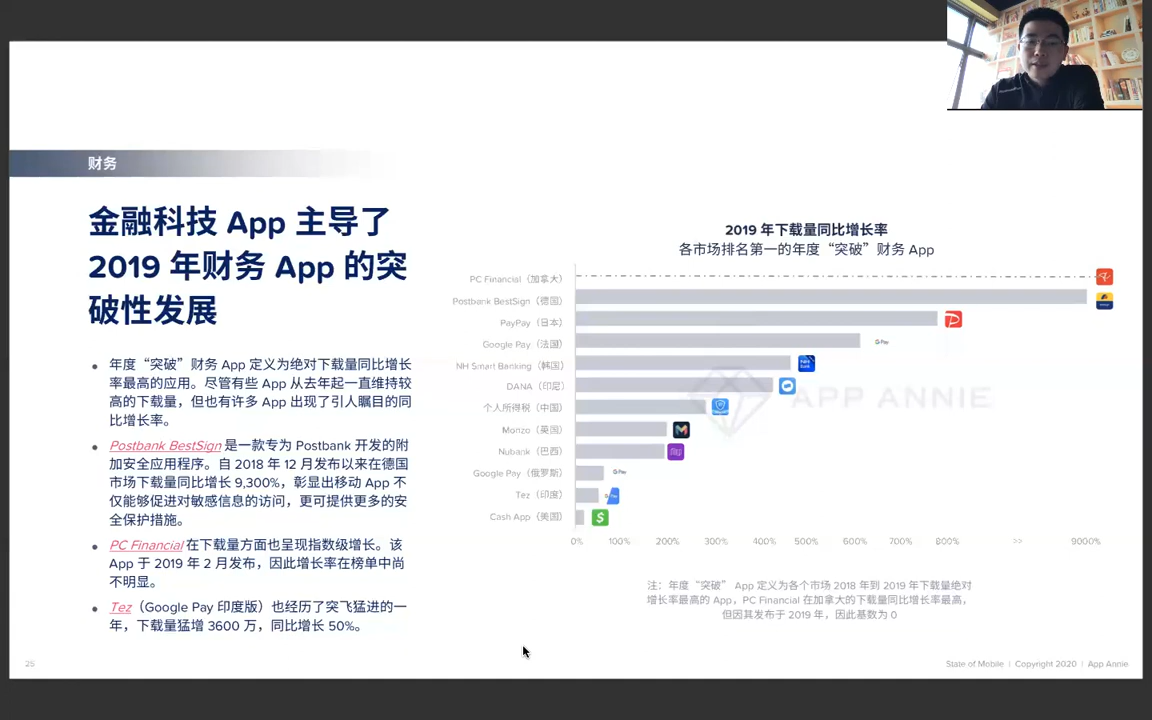 财务
金融科技 App 主导了
2019 年财务 App 的突
破性发展
• 年度“突破”财务 App 定义为绝对下载量同比增长
率最高的应用。尽管有些 App 从去年起一直维持较
高的下载量，但也有许多 App 出现了引人瞩目的同
比增长率。
• Postbank BestSign 是一款专为 Postbank 开发的附
加安全应用程序。自 2018 年 12 月发布以来在德国
市场下载量同比增长 9,300%，彰显出移动 App 不
仅能够促进对敏感信息的访问，更可提供更多的安
全保护措施。
• PC Financial 在下载量方面也呈现指数级增长。该
App 于 2019 年 2 月发布，因此增长率在榜单中尚
不明显。
• Tez（Google Pay 印度版）也经历了突飞猛进的一
年，下载量猛增 3600 万，同比增长 50%。
2019 年下载量同比增长率
各市场排名第一的年度“突破”财务 App
PC Financial（加拿大）
Postbank BestSign（德国）
PayPay（日本）
Google Pay（法国）
G Pay
NH Smart Banking（韩国）
DANA（印尼）
个人所得税（中国）
Monzo（英国）
Nubank（巴西）
Google Pay（俄罗斯）
G Pay
Tez（印度）
Cash App（美国）
0% 100% 200% 300% 400% 500% 600% 700% 800% >> 9000%
APP ANNIE
注：年度“突破” App 定义为各个市场 2018 年到 2019 年下载量绝对
增长率最高的 App，PC Financial 在加拿大的下载量同比增长率最高，
但因其发布于 2019 年，因此基数为 0
25
State of Mobile | Copyright 2020 | App Annie